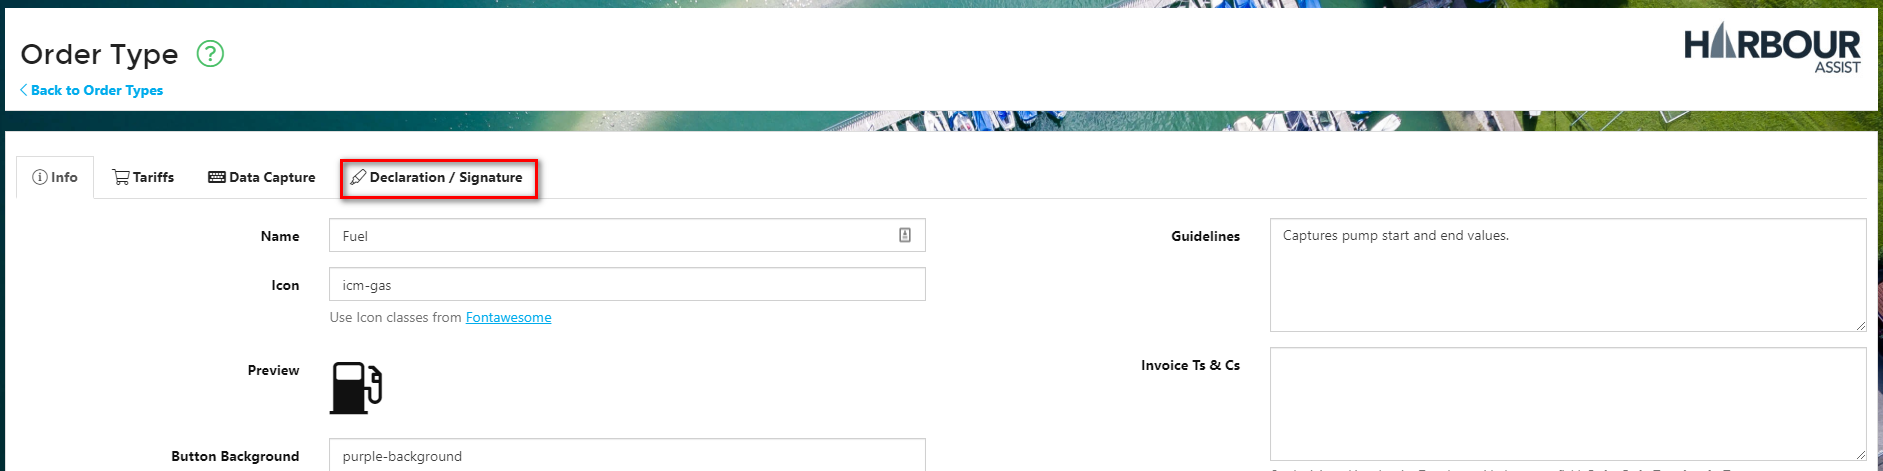 Order Type ?
HARBOUR
ASSIST
Back to Order Types
Info
Tariffs
Data Capture
Declaration / Signature
Name
Fuel
Guidelines
Captures pump start and end values.
Icon
icm-gas
Use Icon classes from Fontawesome
Preview
Invoice Ts & Cs
Button Background
purple-background